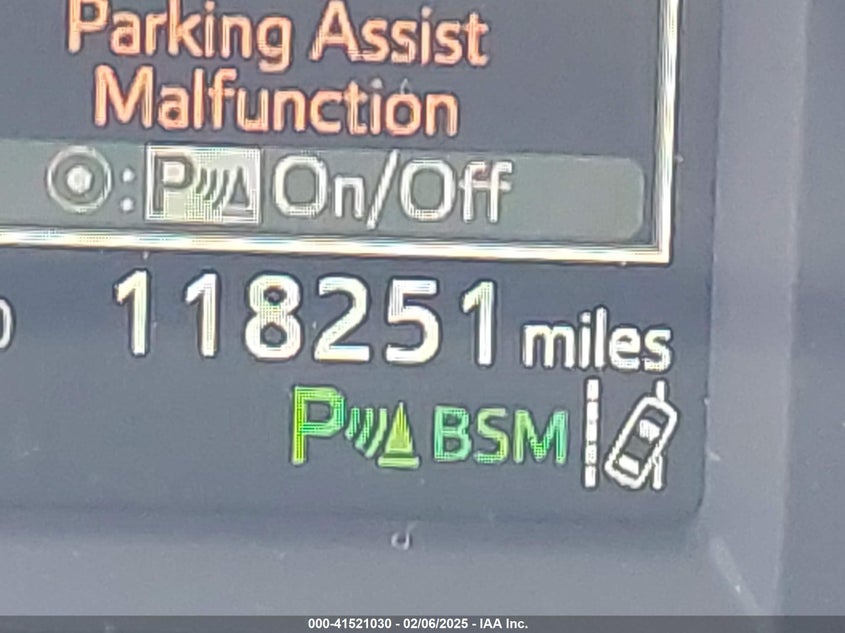 Parking Assist
Malfunction
: P On/Off
118251 miles
P BSM
000-41521030 - 02/06/2025 - IAA Inc.